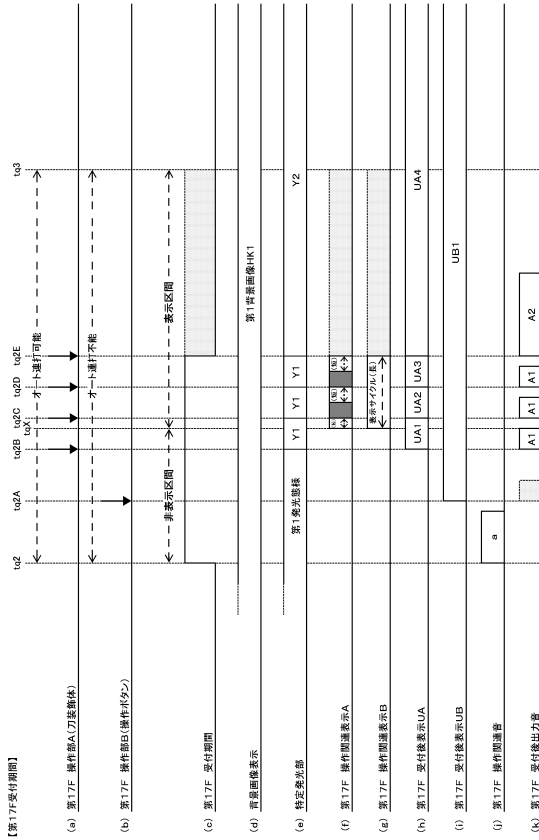 【第17F受付期間】
tq2
tq2A
tq2B
tqX
tq2C
tq2D
tq2E
tq3
(a) 第17F 操作部A(刀装飾体)
オート連打可能
(b) 第17F 操作部B(操作ボタン)
オート連打不能
(c) 第17F 受付期間
非表示区間
表示区間
(d) 背景画像表示
第1背景画像HK1
(e) 特定発光部
第1発光態様
Y1
Y1
Y1
Y2
(f) 第17F 操作関連表示A
(短)
(短)
(短)
(g) 第17F 操作関連表示B
表示サイクル(長)
(h) 第17F 受付後表示UA
UA1
UA2
UA3
UA4
(i) 第17F 受付後表示UB
UB1
(j) 第17F 操作関連音
a
(k) 第17F 受付後出力音
A1
A1
A1
A2